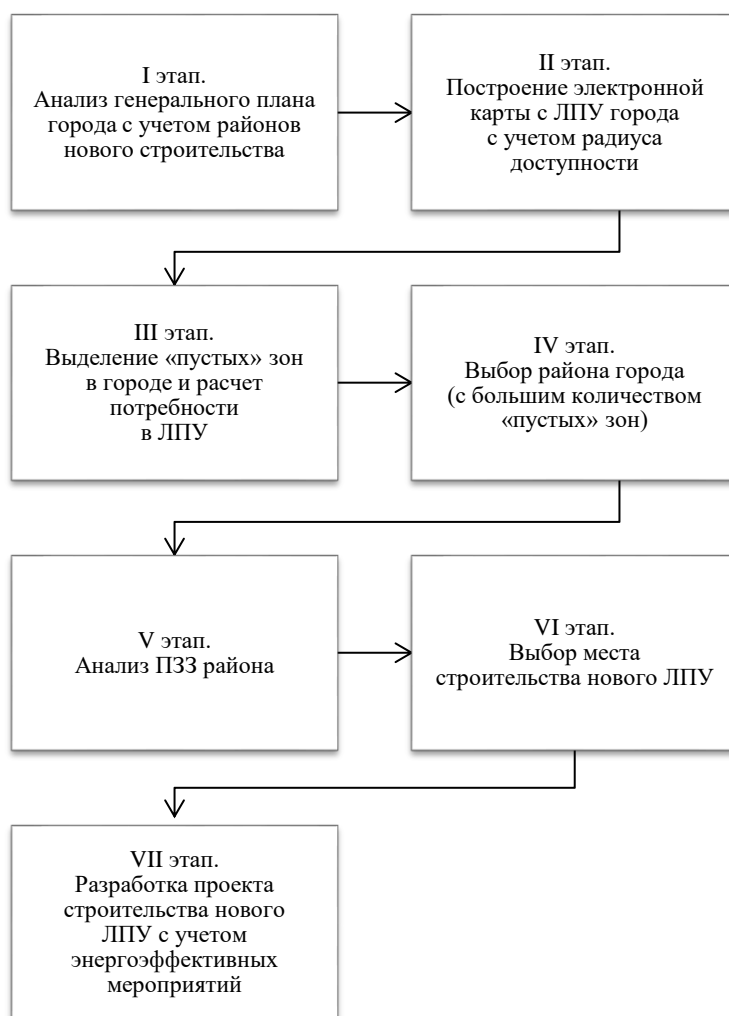 I этап.
Анализ генерального плана
города с учетом районов
нового строительства
II этап.
Построение электронной
карты с ЛПУ города
с учетом радиуса
доступности
III этап.
Выделение «пустых» зон
в городе и расчет
потребности
в ЛПУ
IV этап.
Выбор района города
(с большим количеством
«пустых» зон)
V этап.
Анализ ПЗЗ района
VI этап.
Выбор места
строительства нового ЛПУ
VII этап.
Разработка проекта
строительства нового
ЛПУ с учетом
энергоэффективных
мероприятий